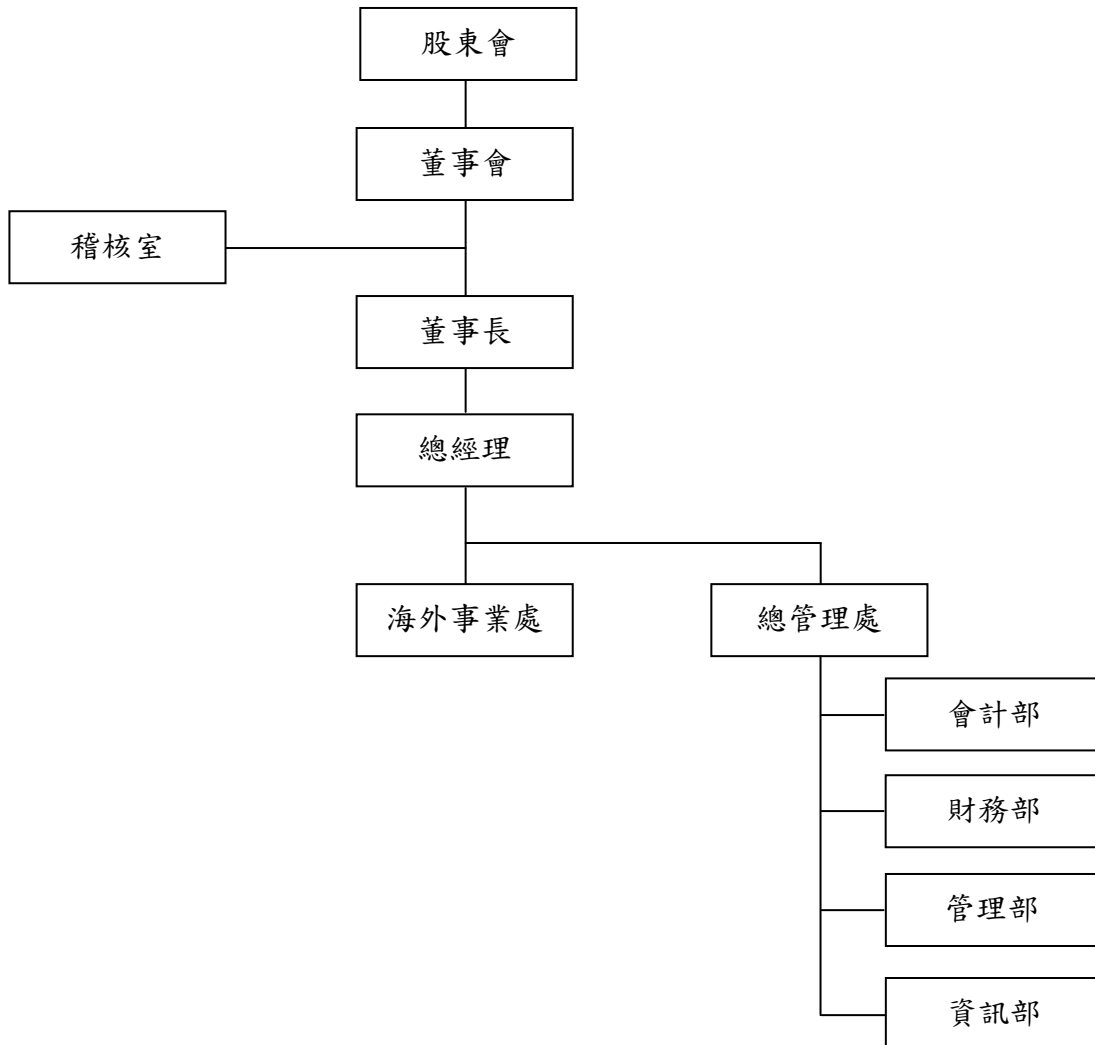 股東會
董事會
稽核室
董事長
總經理
海外事業處
總管理處
會計部
財務部
管理部
資訊部